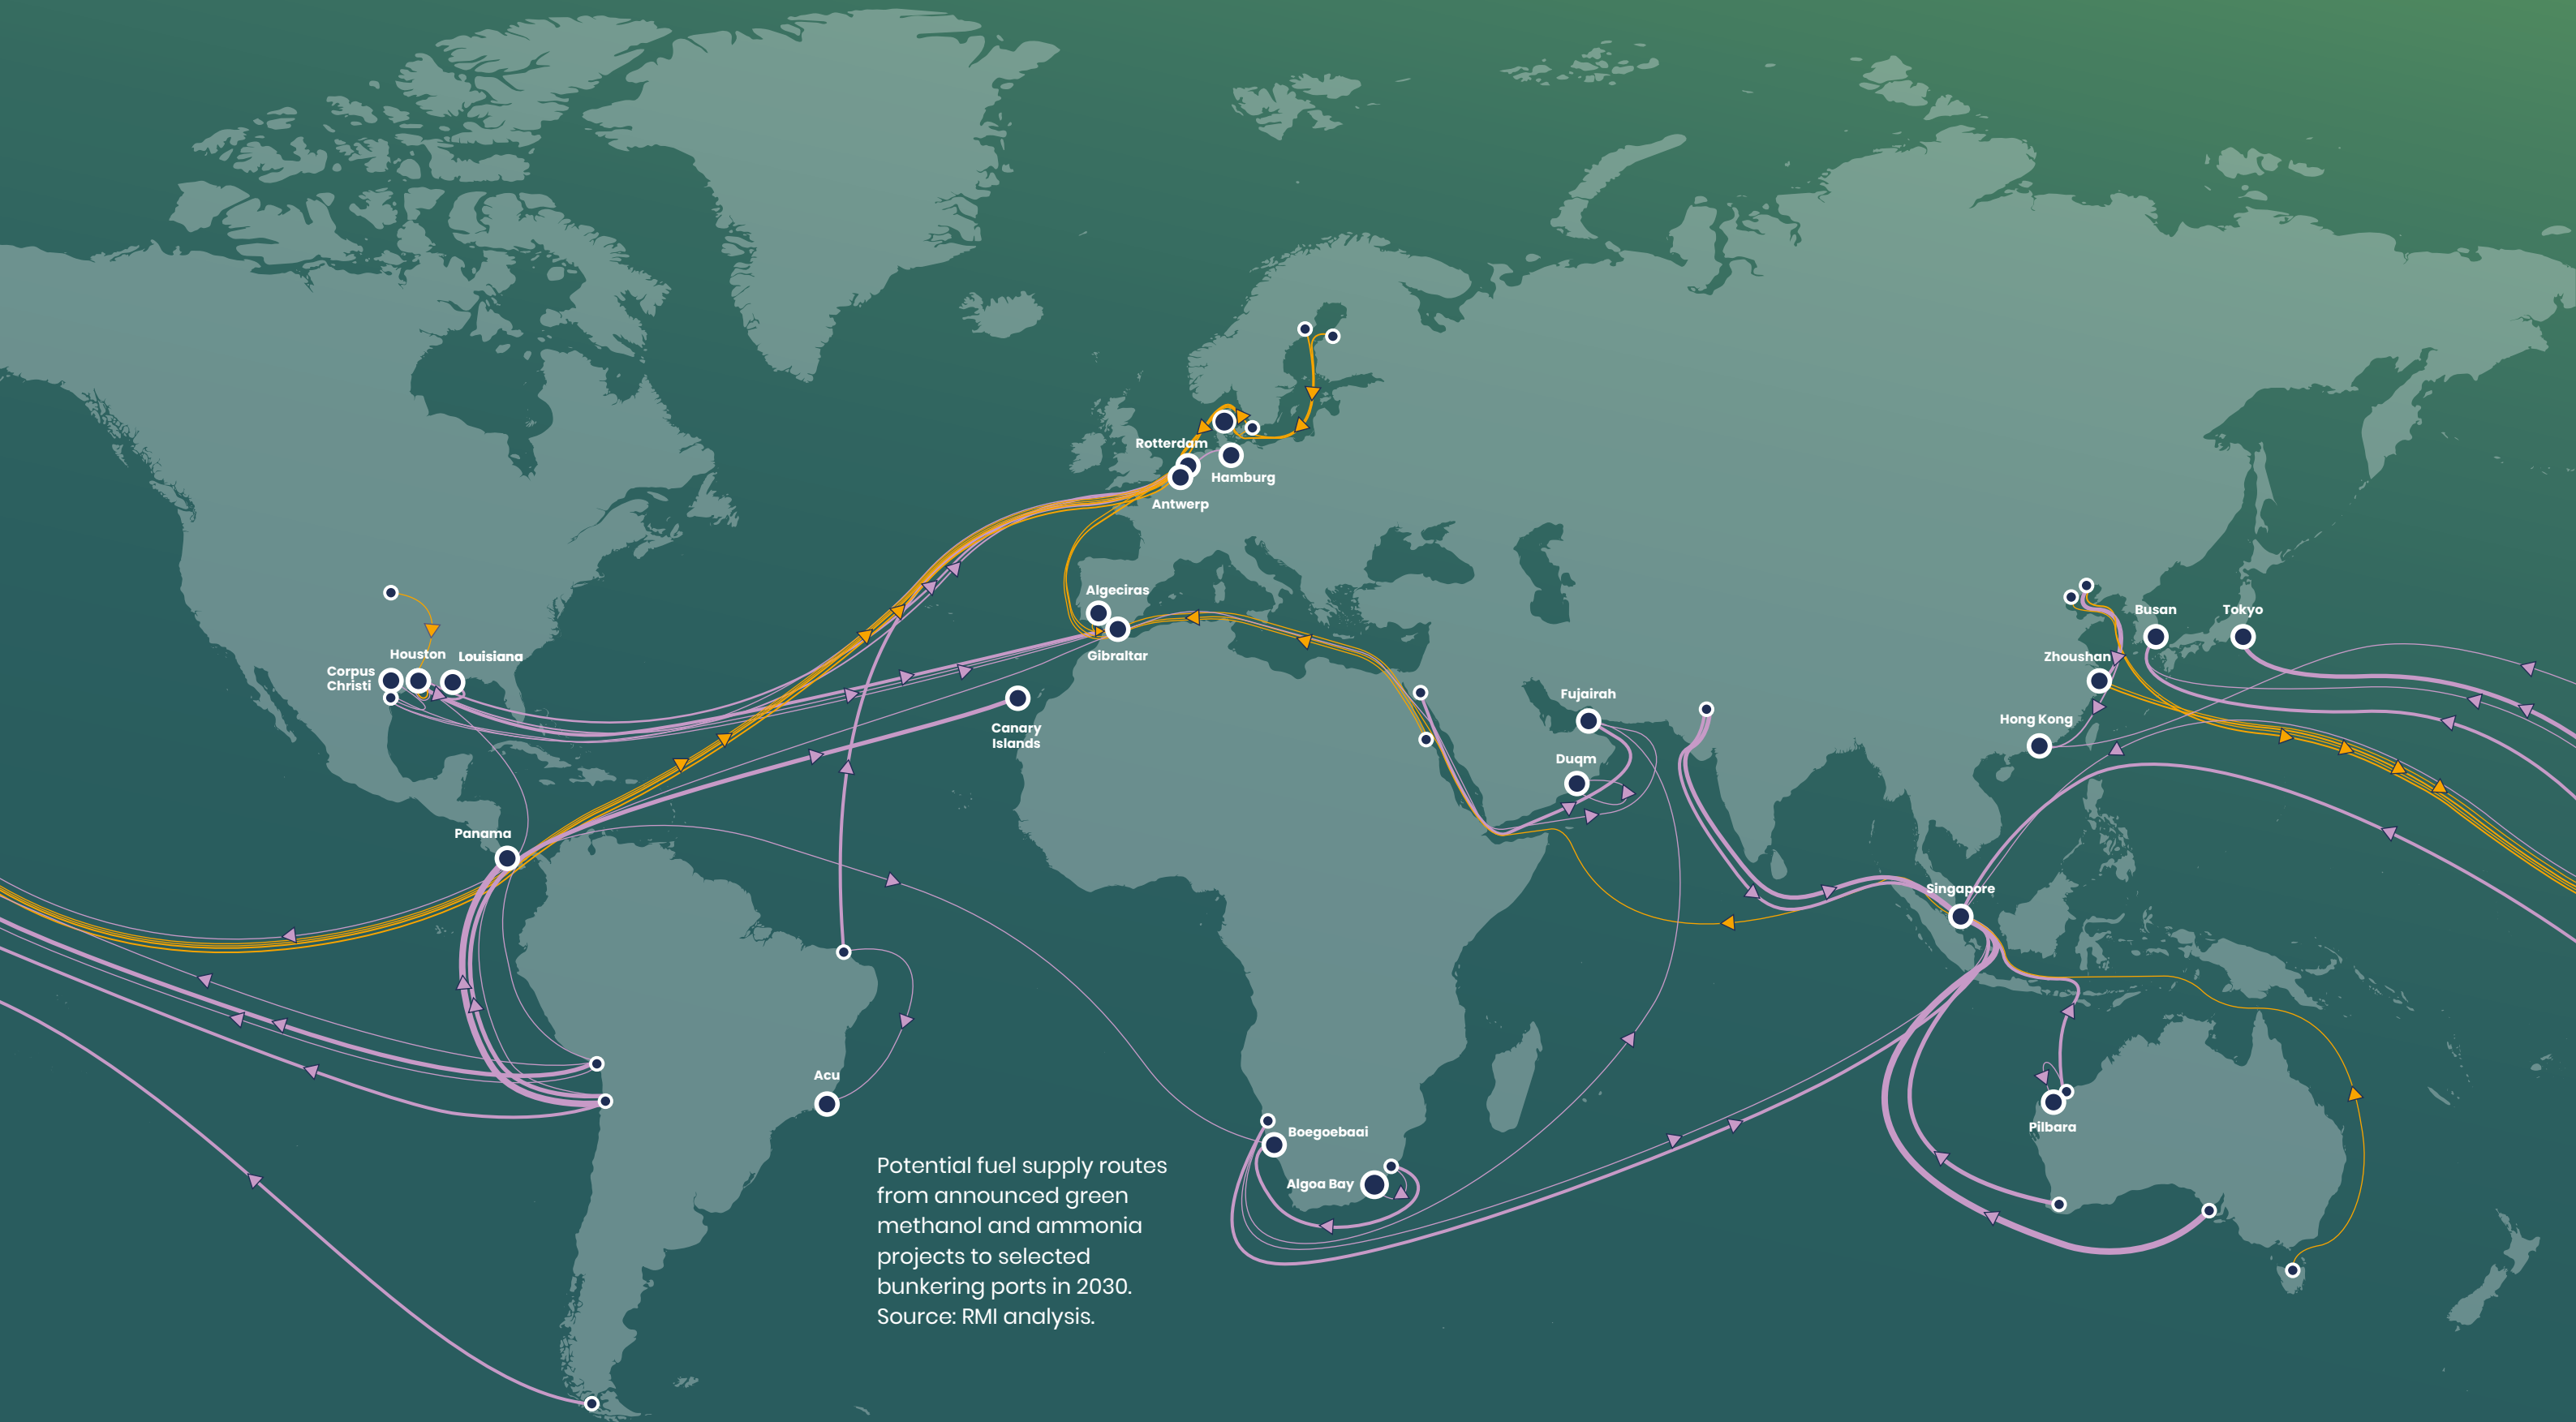 Rotterdam
Hamburg
Antwerp
Algeciras
Gibraltar
Busan
Tokyo
Houston
Louisiana
Zhoushan
Corpus
Christi
Fujairah
Hong Kong
Canary
Islands
Duqm
Panama
Singapore
Acu
Pilbara
Boegoebaai
Algoa Bay
Potential fuel supply routes
from announced green
methanol and ammonia
projects to selected
bunkering ports in 2030.
Source: RMI analysis.